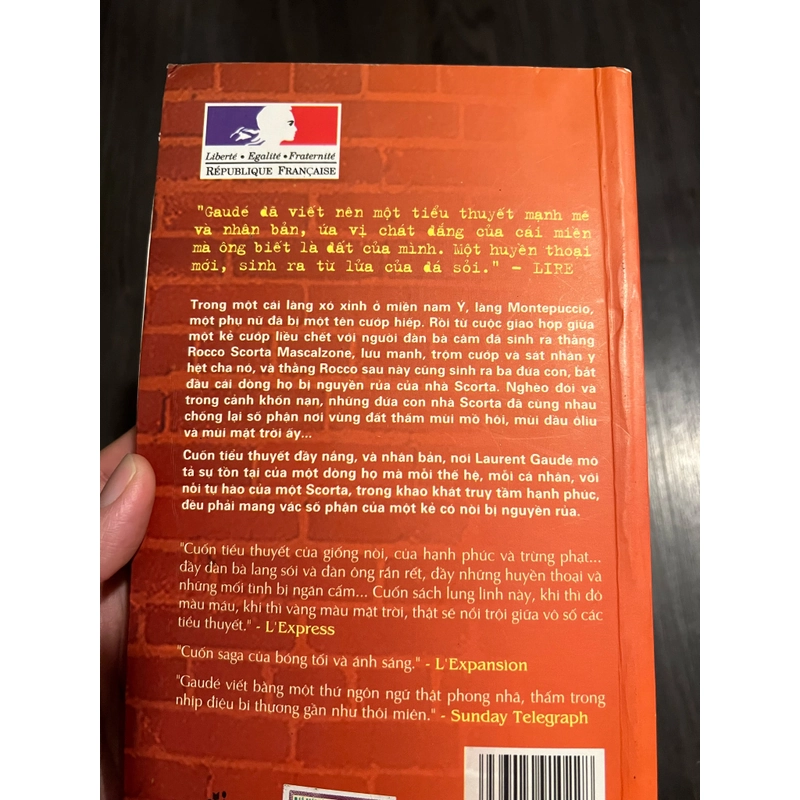 Liberté • Egalité • Fraternité
RÉPUBLIQUE FRANÇAISE
"Gaudé đã viết nên một tiểu thuyết mạnh mẽ
và nhân bản, ứa vị chát đắng của cái miền
mà ông biết là đất của mình. Một huyền thoại
mới, sinh ra từ lửa của đá sỏi." - LIRE
Trong một cái làng xó xỉnh ở miền nam Ý, làng Montepuccio,
một phụ nữ đã bị một tên cướp hiếp. Rồi từ cuộc giao hợp giữa
một kẻ cướp liều chết với người đàn bà câm đã sinh ra thằng
Rocco Scorta Mascalzone, lưu manh, trộm cướp và sát nhân y
hệt cha nó, và thằng Rocco sau này cũng sinh ra ba đứa con, bắt
đầu cái dòng họ bị nguyền rủa của nhà Scorta. Nghèo đói và
trong cảnh khốn nạn, những đứa con nhà Scorta đã cùng nhau
chống lại số phận nơi vùng đất thấm mùi mồ hôi, mùi dầu ôliu
và mùi mặt trời ấy...
Cuốn tiểu thuyết đầy nắng, và nhân bản, nơi Laurent Gaudé mô
tả sự tồn tại của một dòng họ mà mỗi thế hệ, mỗi cá nhân, với
nỗi tự hào của một Scorta, trong khao khát truy tầm hạnh phúc,
đều phải mang vác số phận của một kẻ có nòi bị nguyền rủa.
"Cuốn tiểu thuyết của giống nòi, của hạnh phúc và trừng phạt...
đầy đàn bà lang sói và đàn ông rắn rết, đầy những huyền thoại và
những mối tình bị ngăn cấm... Cuốn sách lung linh này, khi thì đỏ
màu máu, khi thì vàng màu mặt trời, thật sẽ nổi trội giữa vô số các
tiểu thuyết." - L'Express
"Cuốn saga của bóng tối và ánh sáng." - L'Expansion
"Gaudé viết bằng một thứ ngôn ngữ thật phong nhã, thấm trong
nhịp điệu bi thương gần như thôi miên." - Sunday Telegraph